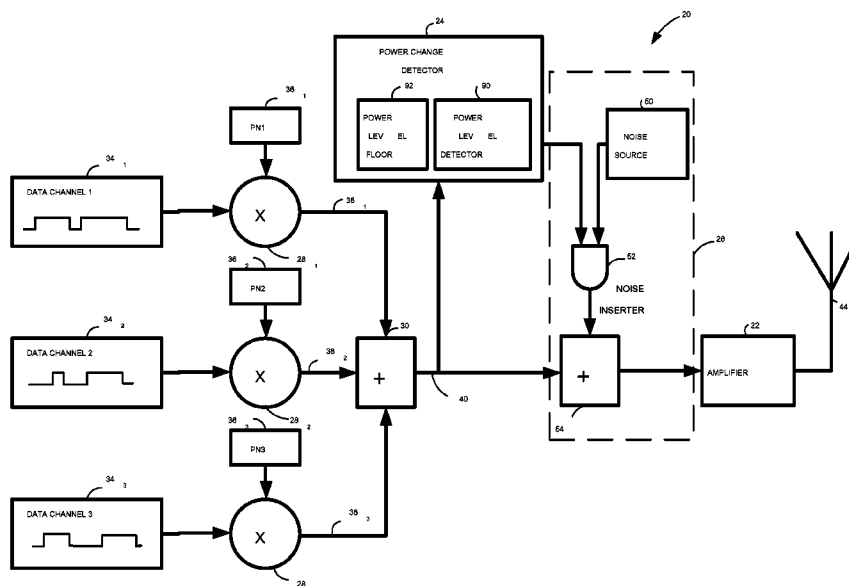 24
20
POWER CHANGE
DETECTOR
36 1
92
90
50
PN1
POWER
LEV EL
FLOOR
POWER
LEV EL
DETECTOR
NOISE
SOURCE
34 1
DATA CHANNEL 1
X
38 1
28 1
52
26
36 2
NOISE
INSERTER
PN2
44
34 2
30
22
DATA CHANNEL 2
X
38 2
+
40
+
AMPLIFIER
28 2
54
36 3
PN3
34 3
DATA CHANNEL 3
X
38 3
28